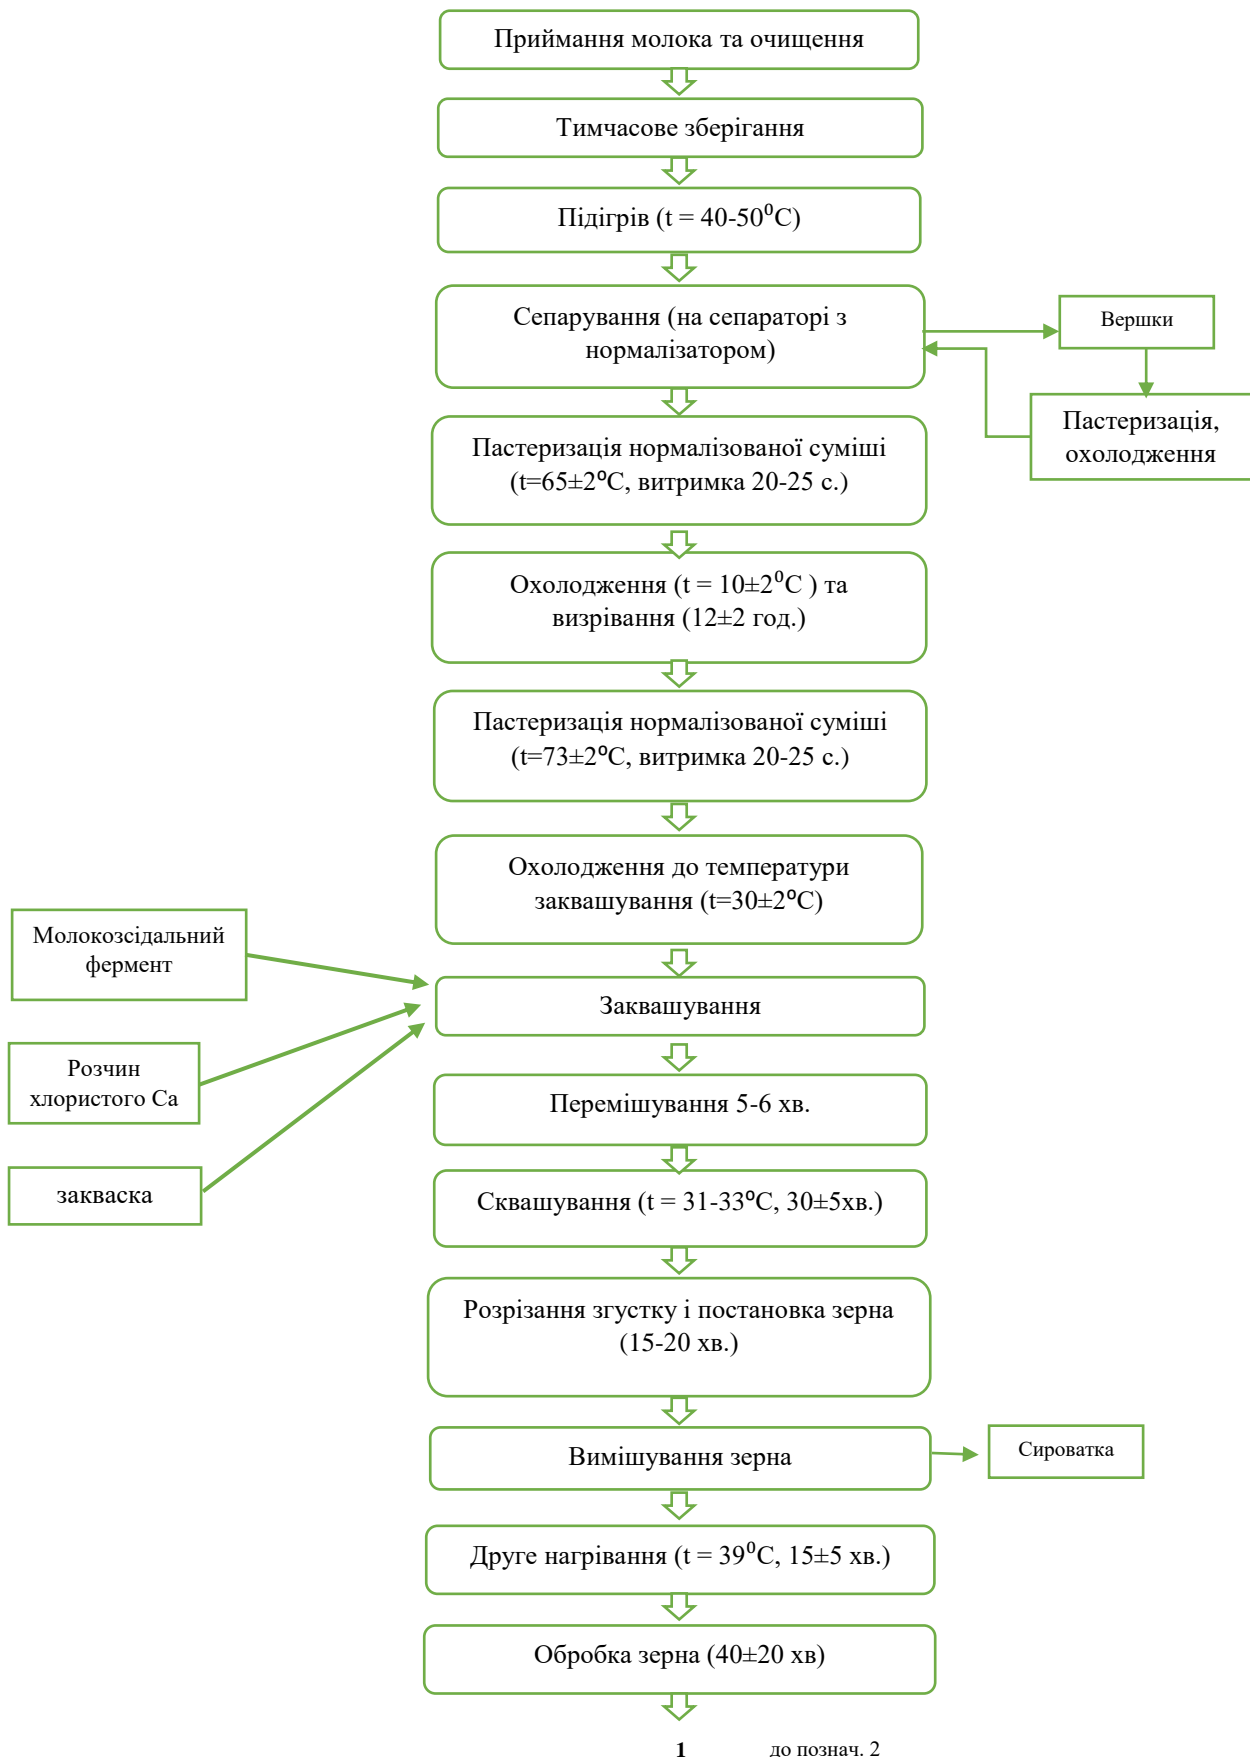 Приймання молока та очищення
Тимчасове зберігання
Підігрів (t = 40-50⁰С)
Сепарування (на сепараторі з
нормалізатором)
Вершки
Пастеризація,
охолодження
Пастеризація нормалізованої суміші
(t=65±2⁰С, витримка 20-25 с.)
Охолодження (t = 10±2⁰С ) та
визрівання (12±2 год.)
Пастеризація нормалізованої суміші
(t=73±2⁰С, витримка 20-25 с.)
Охолодження до температури
заквашування (t=30±2⁰С)
Молокозсідальний
фермент
Заквашування
Розчин
хлористого Са
Перемішування 5-6 хв.
закваска
Сквашування (t = 31-33⁰С, 30±5хв.)
Розрізання згустку і постановка зерна
(15-20 хв.)
Вимішування зерна
Сироватка
Друге нагрівання (t = 39⁰С, 15±5 хв.)
Обробка зерна (40±20 хв)
1 до познач. 2